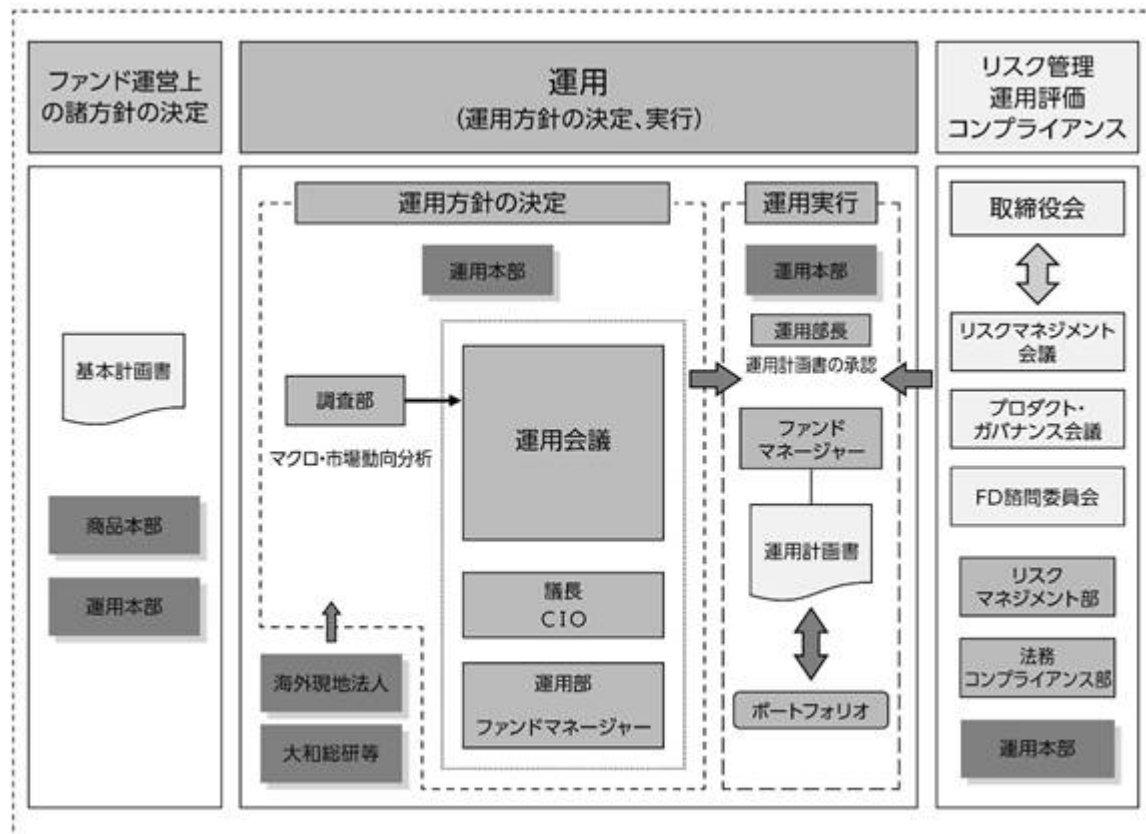 ファンド運営上
の諸方針の決定
運用
(運用方針の決定、実行)
リスク管理
運用評価
コンプライアンス
基本計画書
商品本部
運用本部
運用方針の決定
運用本部
調査部
マクロ・市場動向分析
運用会議
議長
CIO
運用部
ファンドマネージャー
海外現地法人
大和総研等
運用実行
運用本部
運用部長
運用計画書の承認
ファンド
マネージャー
運用計画書
ポートフォリオ
取締役会
リスクマネジメント
会議
プロダクト・
ガバナンス会議
FD諮問委員会
リスク
マネジメント部
法務
コンプライアンス部
運用本部